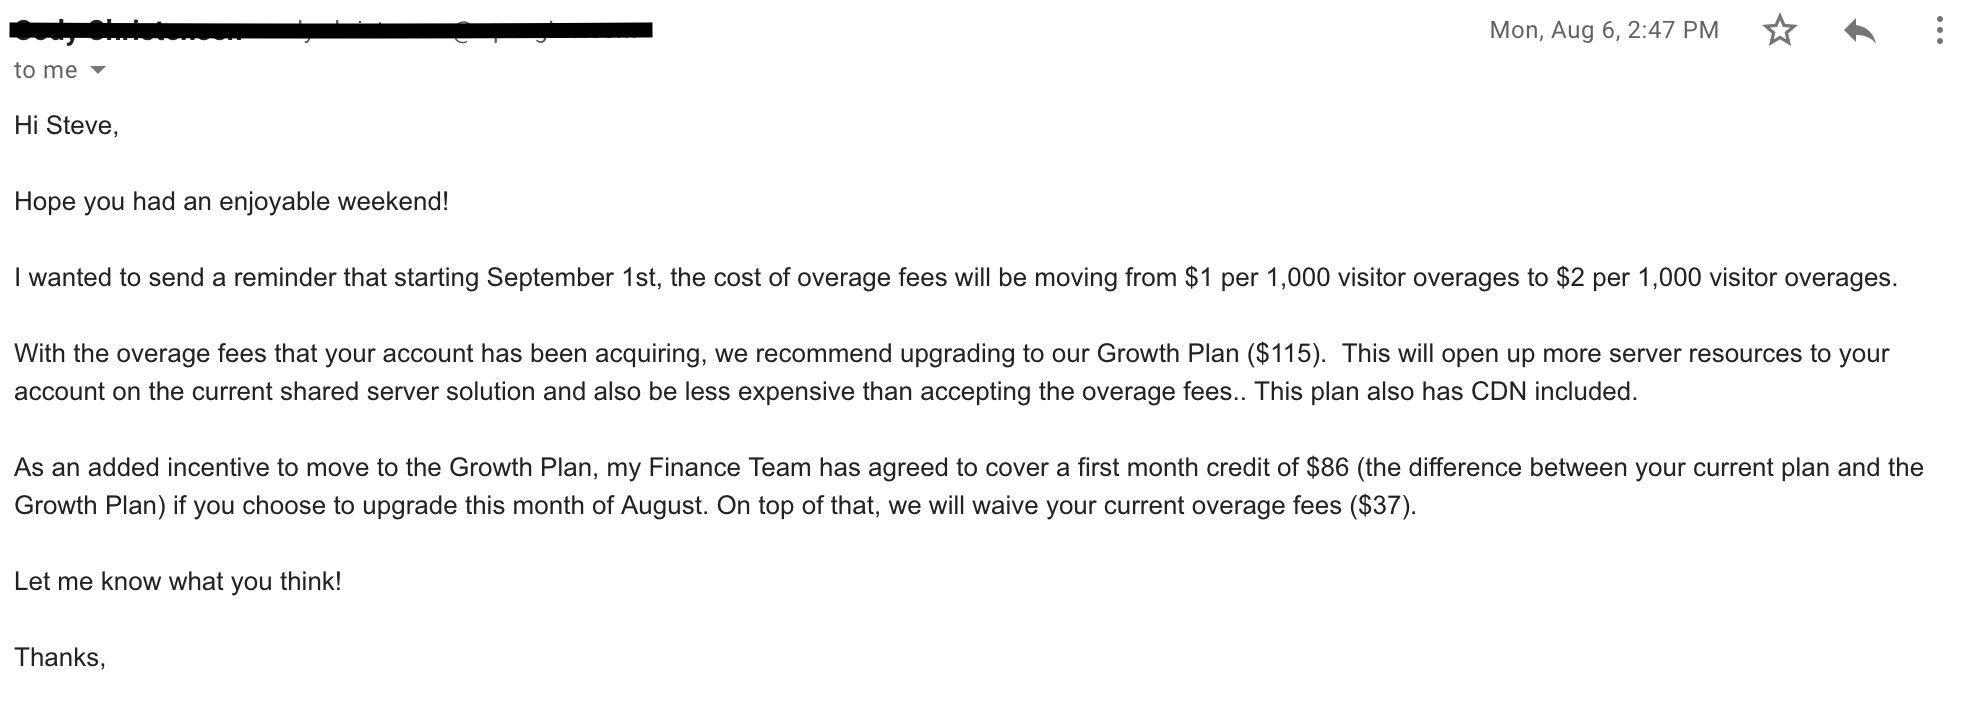 Mon, Aug 6, 2:47 PM
to me
Hi Steve,
Hope you had an enjoyable weekend!
I wanted to send a reminder that starting September 1st, the cost of overage fees will be moving from $1 per 1,000 visitor overages to $2 per 1,000 visitor overages.
With the overage fees that your account has been acquiring, we recommend upgrading to our Growth Plan ($115).  This will open up more server resources to your
account on the current shared server solution and also be less expensive than accepting the overage fees.. This plan also has CDN included.
As an added incentive to move to the Growth Plan, my Finance Team has agreed to cover a first month credit of $86 (the difference between your current plan and the
Growth Plan) if you choose to upgrade this month of August. On top of that, we will waive your current overage fees ($37).
Let me know what you think!
Thanks,